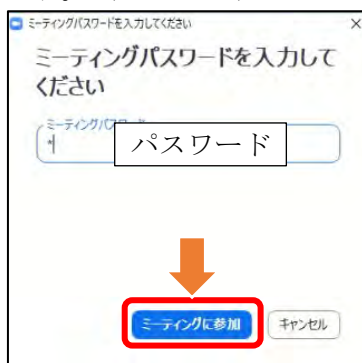 ミーティングパスワードを入力してください
ミーティングパスワードを入力して
ください
ミーティングパスワード
*
パスワード
ミーティングに参加
キャンセル